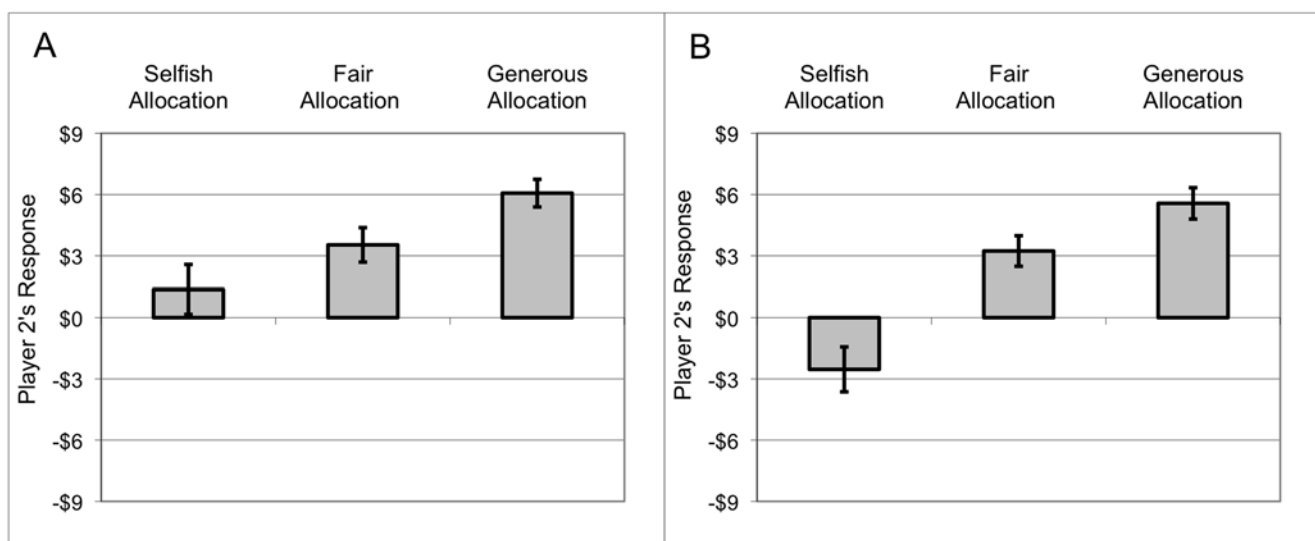 A
Selfish
Allocation
Fair
Allocation
Generous
Allocation
Player 2's Response
$9
$6
$3
$0
-$3
-$6
-$9
B
Selfish
Allocation
Fair
Allocation
Generous
Allocation
Player 2's Response
$9
$6
$3
$0
-$3
-$6
-$9